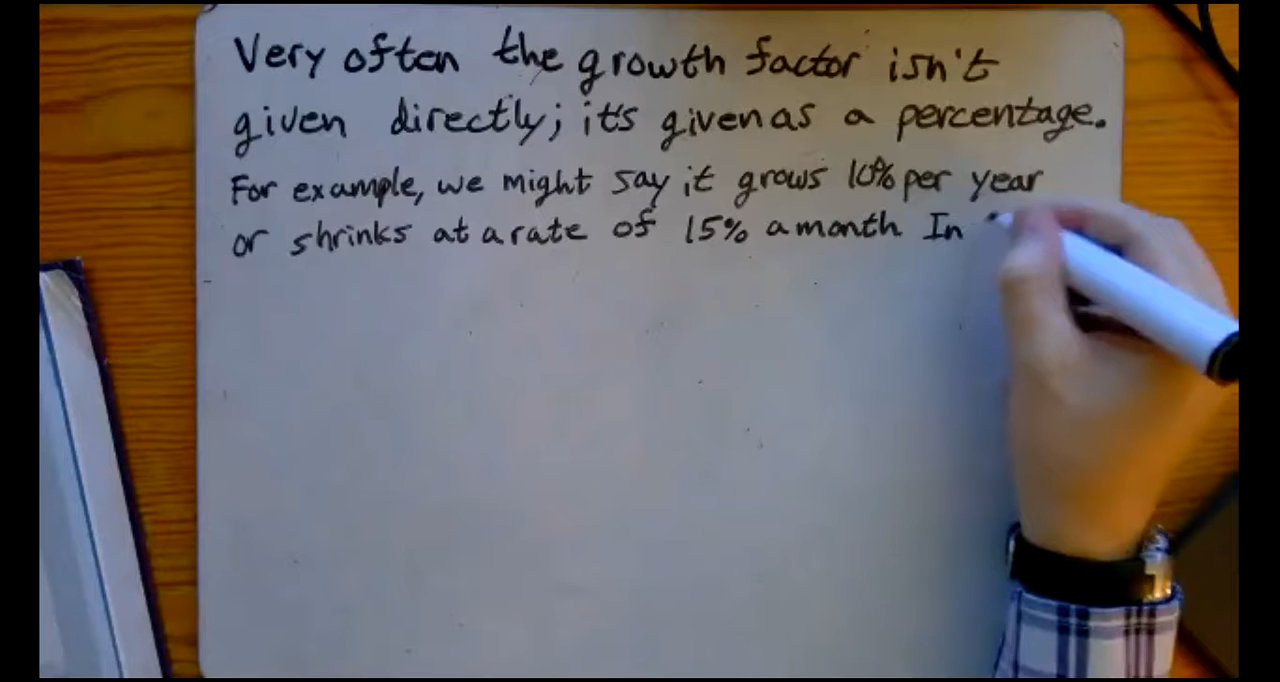 Very often the growth factor isn't
given directly; it's given as a percentage.
For example, we might say it grows 10% per year
or shrinks at a rate of 15% a month In